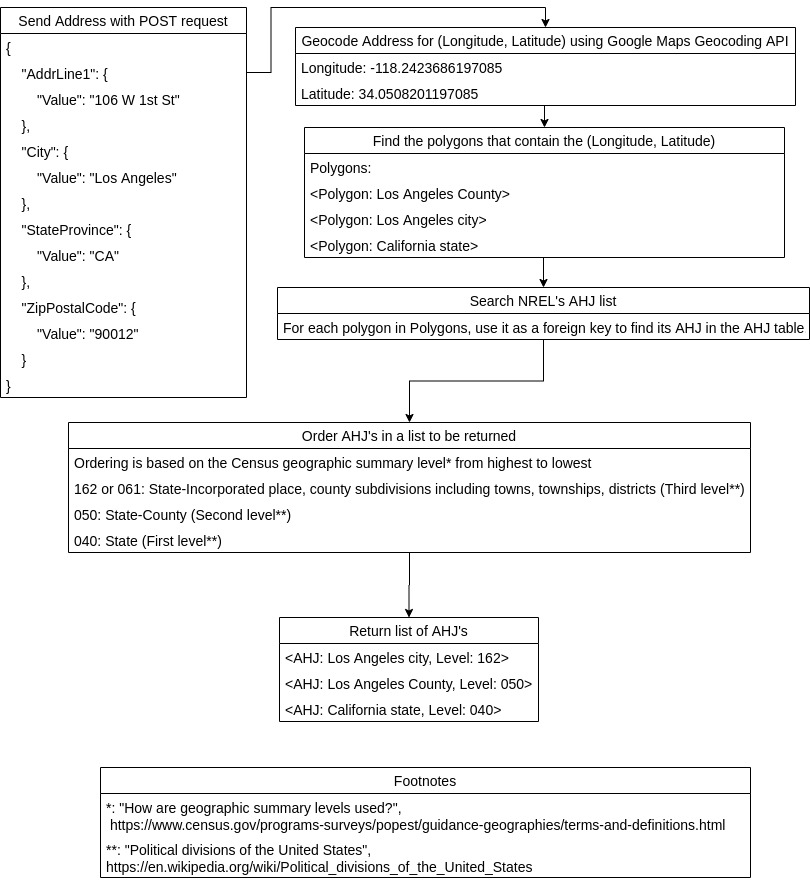 Send Address with POST request
{
"AddrLine1": {
"Value": "106 W 1st St"
},
"City": {
"Value": "Los Angeles"
},
"StateProvince": {
"Value": "CA"
},
"ZipPostalCode": {
"Value": "90012"
}
}
Geocode Address for (Longitude, Latitude) using Google Maps Geocoding API
Longitude: -118.2423686197085
Latitude: 34.0508201197085
Find the polygons that contain the (Longitude, Latitude)
Polygons:
<Polygon: Los Angeles County>
<Polygon: Los Angeles city>
<Polygon: California state>
Search NREL's AHJ list
For each polygon in Polygons, use it as a foreign key to find its AHJ in the AHJ table
Order AHJ's in a list to be returned
Ordering is based on the Census geographic summary level* from highest to lowest
162 or 061: State-Incorporated place, county subdivisions including towns, townships, districts (Third level**)
050: State-County (Second level**)
040: State (First level**)
Return list of AHJ's
<AHJ: Los Angeles city, Level: 162>
<AHJ: Los Angeles County, Level: 050>
<AHJ: California state, Level: 040>
Footnotes
*: "How are geographic summary levels used?",
https://www.census.gov/programs-surveys/popest/guidance-geographies/terms-and-definitions.html
**: "Political divisions of the United States",
https://en.wikipedia.org/wiki/Political_divisions_of_the_United_States